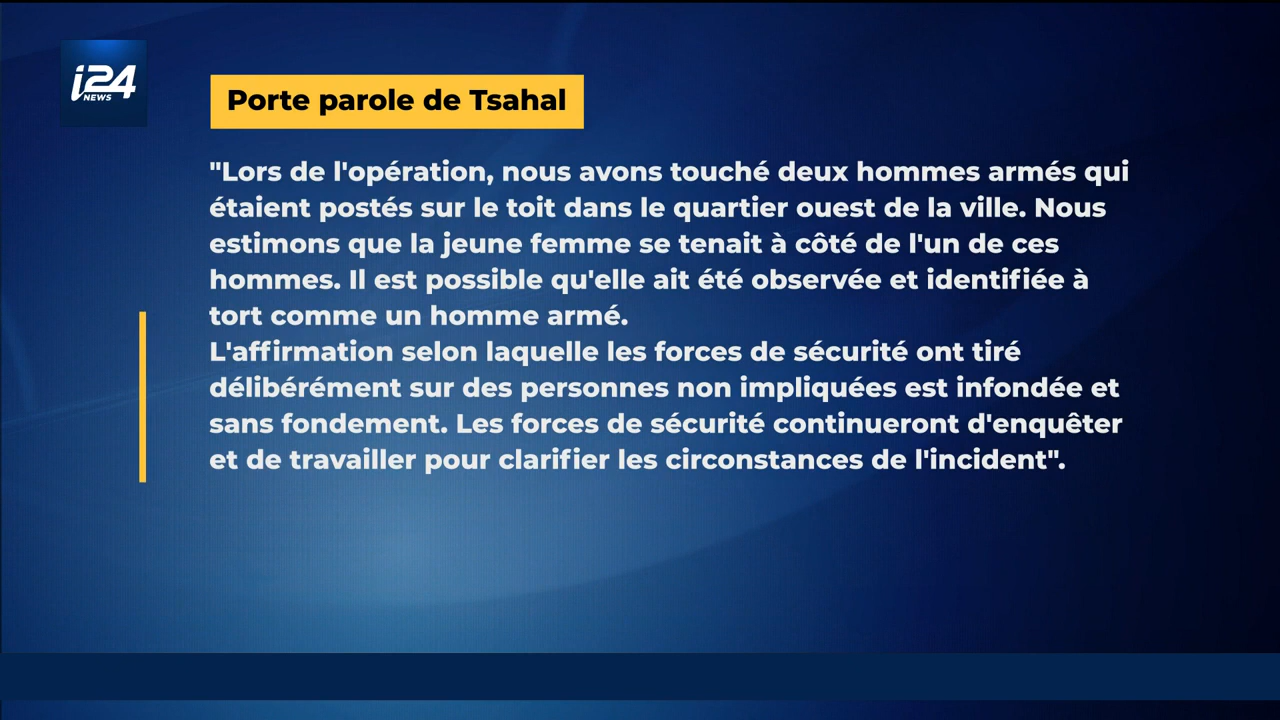 i24
NEWS
Porte parole de Tsahal
"Lors de l'opération, nous avons touché deux hommes armés qui
étaient postés sur le toit dans le quartier ouest de la ville. Nous
estimons que la jeune femme se tenait à côté de l'un de ces
hommes. Il est possible qu'elle ait été observée et identifiée à
tort comme un homme armé.
L'affirmation selon laquelle les forces de sécurité ont tiré
délibérément sur des personnes non impliquées est infondée et
sans fondement. Les forces de sécurité continueront d'enquêter
et de travailler pour clarifier les circonstances de l'incident".